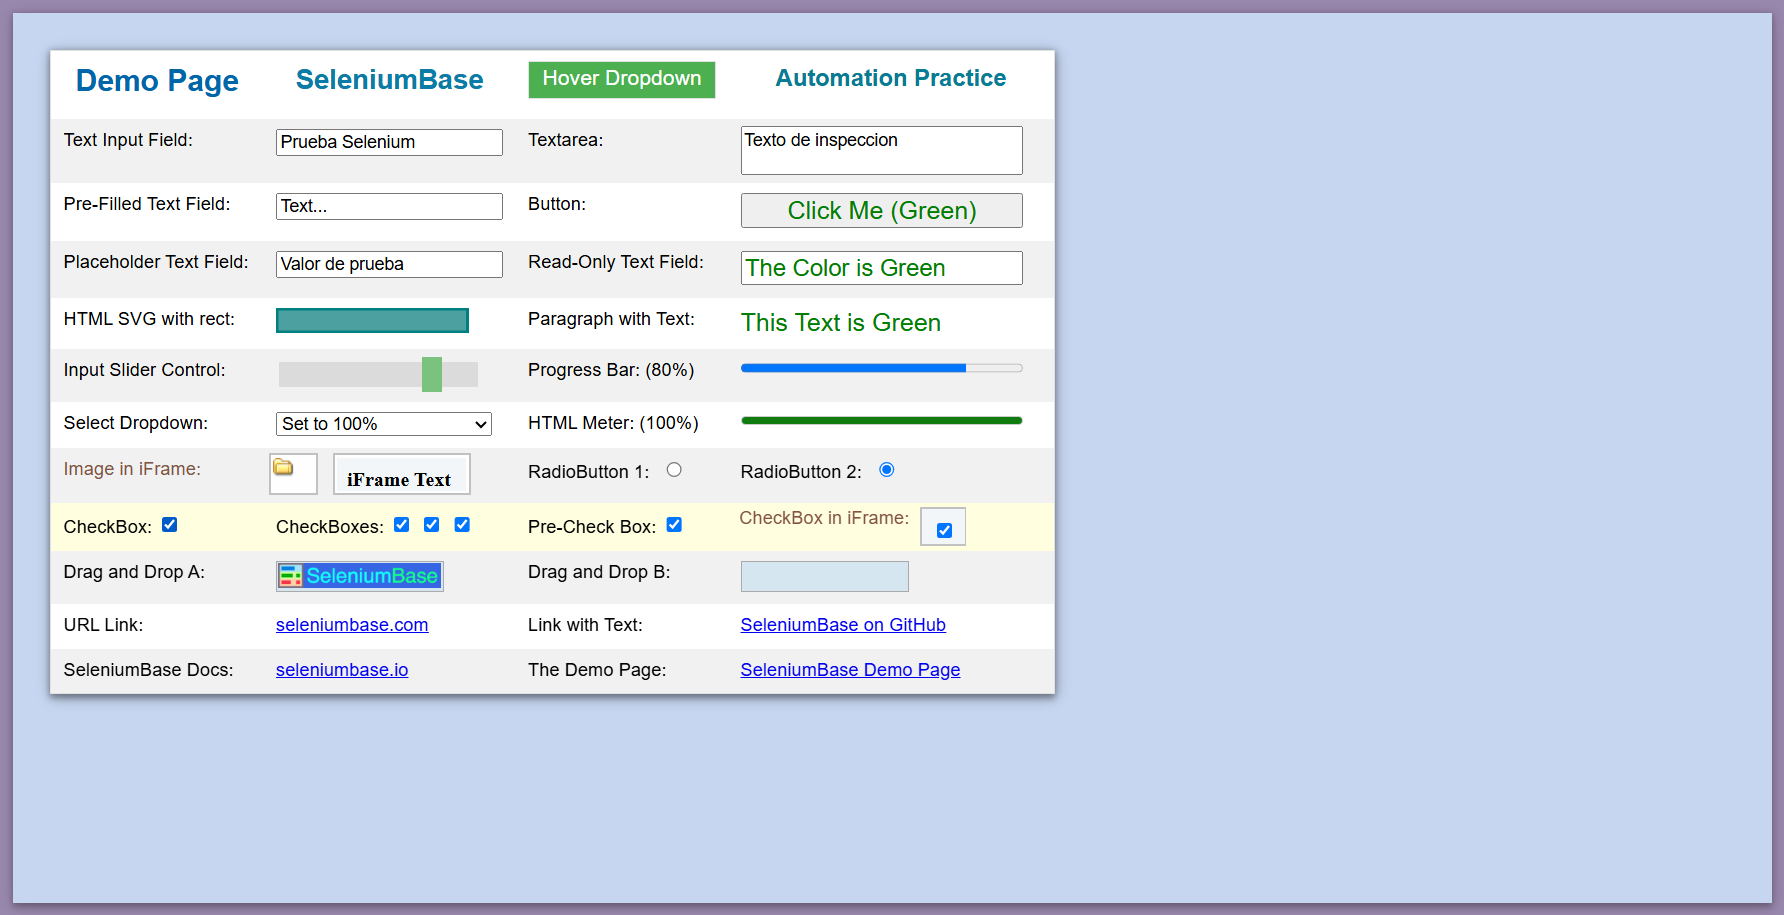 Demo Page SeleniumBase Hover Dropdown Automation Practice
Text Input Field: Prueba Selenium Textarea: Texto de inspeccion
Pre-Filled Text Field: Text... Button: Click Me (Green)
Placeholder Text Field: Valor de prueba Read-Only Text Field: The Color is Green
HTML SVG with rect: Paragraph with Text: This Text is Green
Input Slider Control: Progress Bar: (80%)
Select Dropdown: Set to 100% HTML Meter: (100%)
Image in iFrame: iFrame Text RadioButton 1: RadioButton 2:
CheckBox: CheckBoxes: Pre-Check Box: CheckBox in iFrame:
Drag and Drop A: SeleniumBase Drag and Drop B:
URL Link: seleniumbase.com Link with Text: SeleniumBase on GitHub
SeleniumBase Docs: seleniumbase.io The Demo Page: SeleniumBase Demo Page